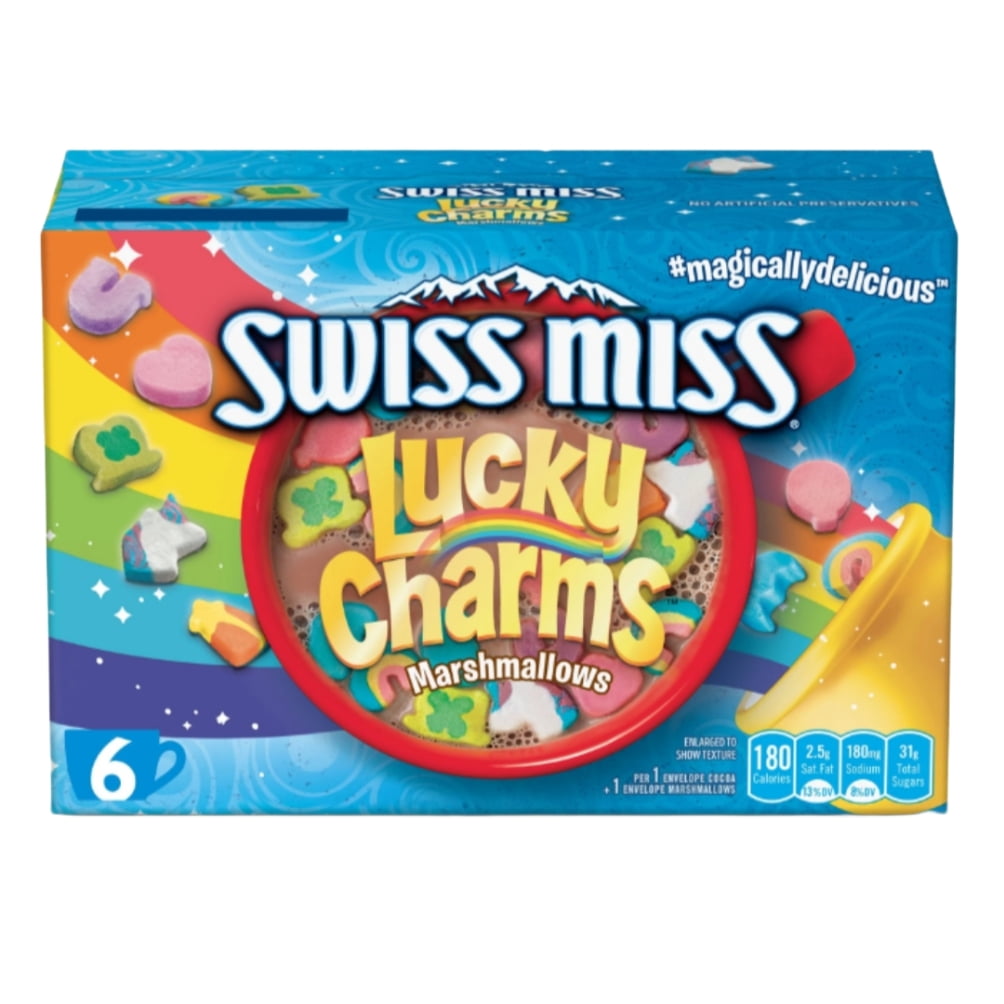 SWISS MISS
Lucky
Charms
Marshmallows
NO ARTIFICIAL PRESERVATIVES
#magicallydelicious™
SWISS MISS®
Lucky
Charms™
Marshmallows
6
ENLARGED TO
SHOW TEXTURE
PER 1 ENVELOPE COCOA
+ 1 ENVELOPE MARSHMALLOWS
180
Calories
2.5g
Sat. Fat
13% DV
180mg
Sodium
8% DV
31g
Total
Sugars